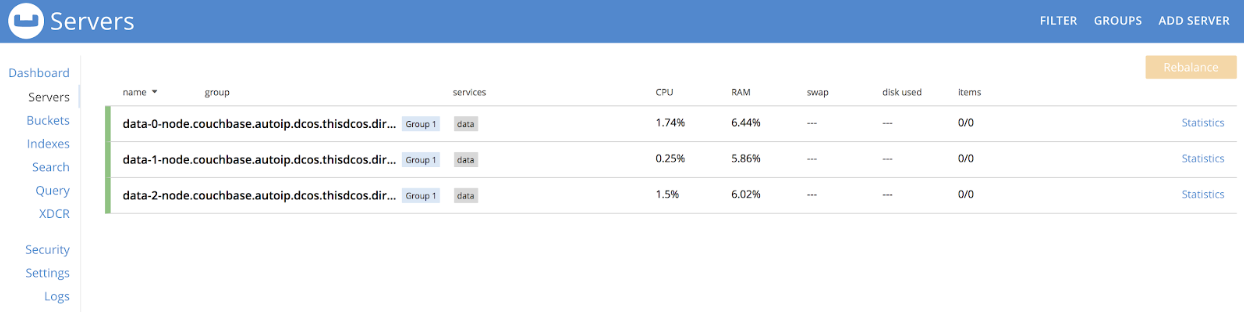 Servers
FILTER GROUPS ADD SERVER
Dashboard
Servers
Buckets
Indexes
Search
Query
XDCR
Security
Settings
Logs
Rebalance
name group services CPU RAM swap disk used items
data-0-node.couchbase.autoip.dcos.thisdcos.dir... Group 1 data 1.74% 6.44% --- --- 0/0 Statistics
data-1-node.couchbase.autoip.dcos.thisdcos.dir... Group 1 data 0.25% 5.86% --- --- 0/0 Statistics
data-2-node.couchbase.autoip.dcos.thisdcos.dir... Group 1 data 1.5% 6.02% --- --- 0/0 Statistics